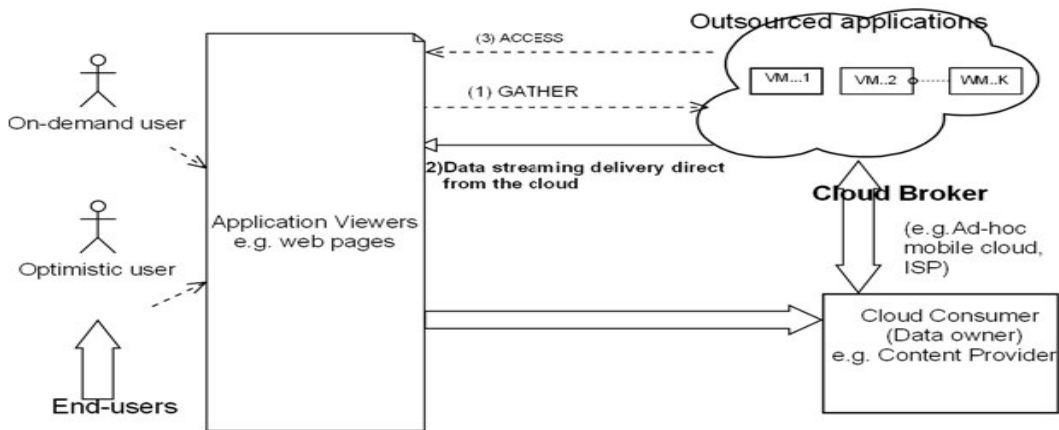 Outsourced applications
(3) ACCESS
VM...1
VM..2
WM..K
(1) GATHER
On-demand user
2)Data streaming delivery direct
from the cloud
Cloud Broker
Application Viewers
e.g. web pages
(e.g.Ad-hoc
mobile cloud,
ISP)
Optimistic user
Cloud Consumer
(Data owner)
e.g. Content Provider
End-users